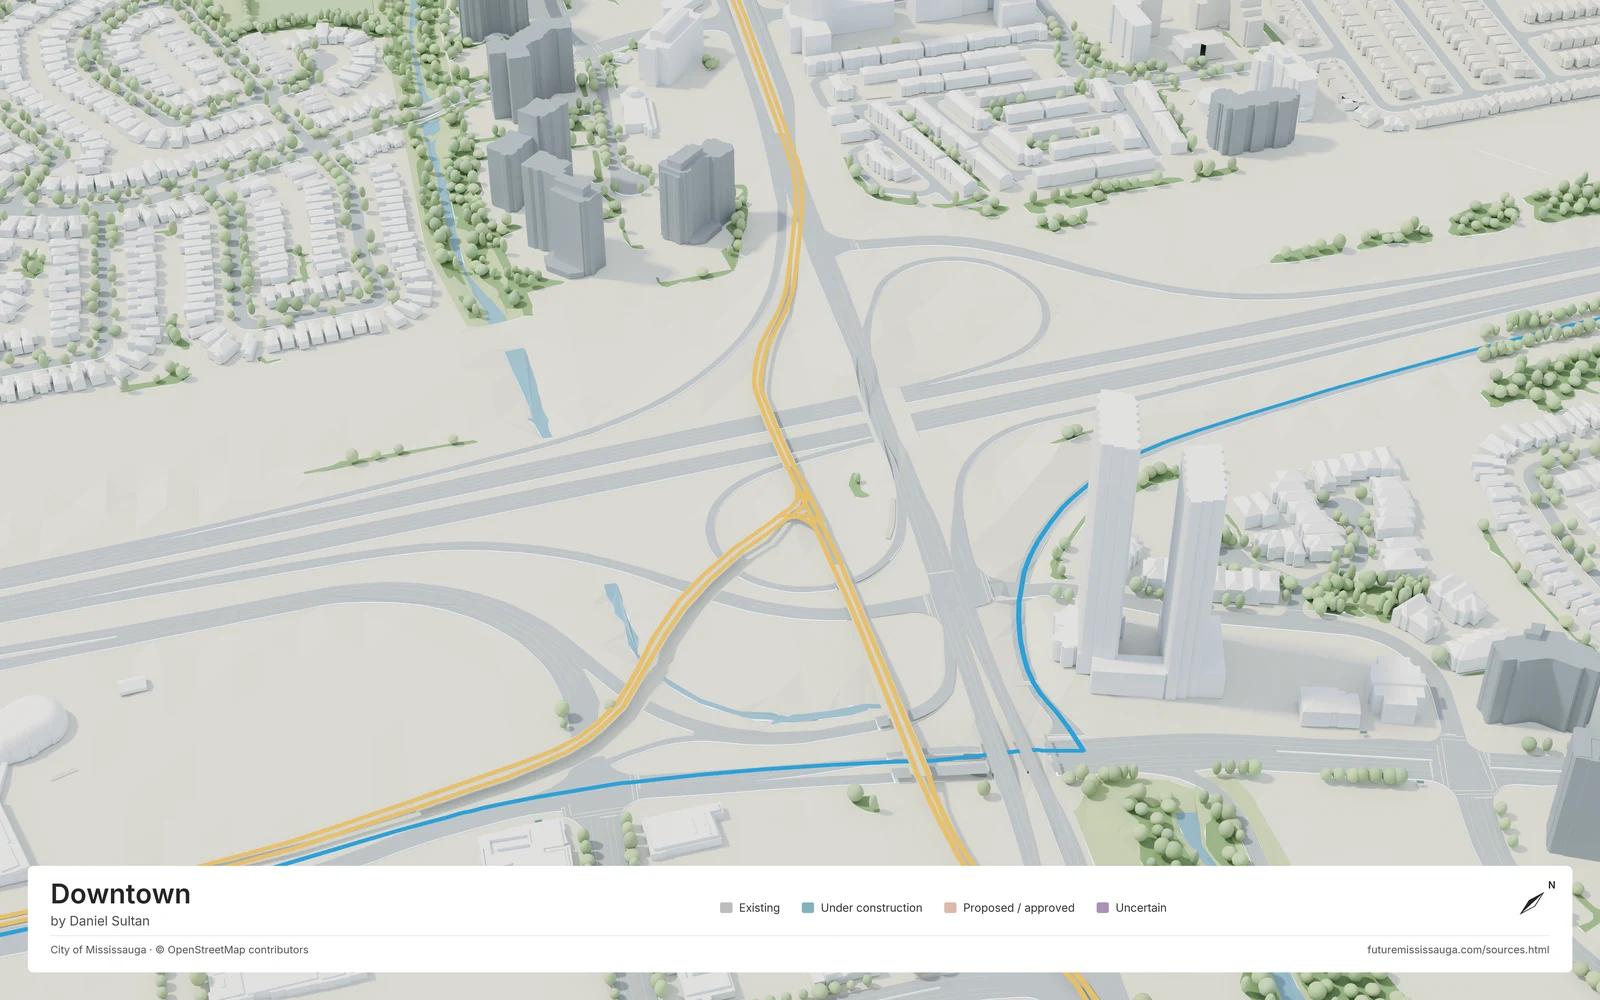 Downtown
by Daniel Sultan
Existing
Under construction
Proposed / approved
Uncertain
N
City of Mississauga · © OpenStreetMap contributors
futuremississauga.com/sources.html